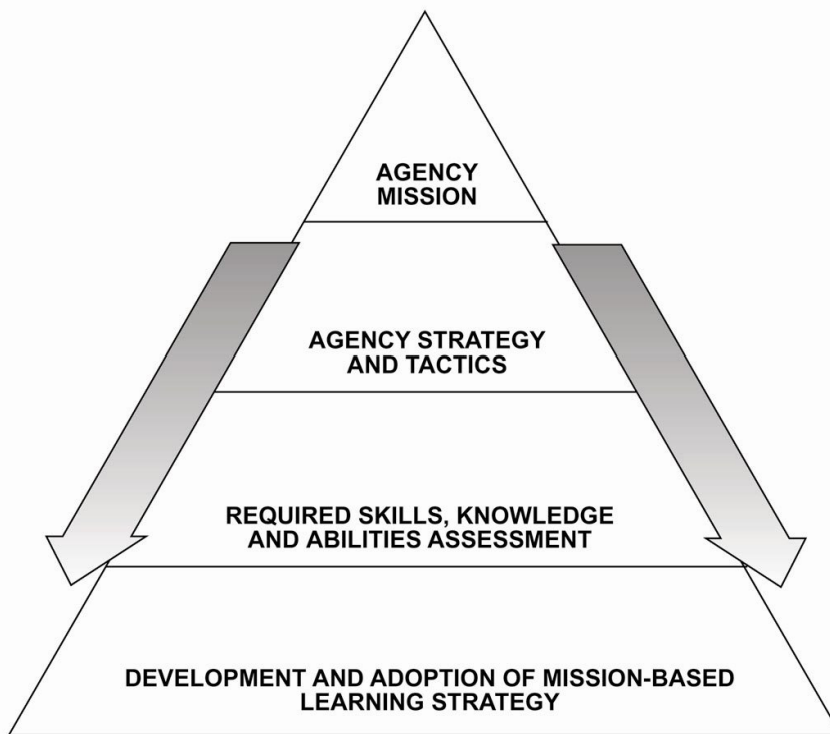 AGENCY
MISSION
AGENCY STRATEGY
AND TACTICS
REQUIRED SKILLS, KNOWLEDGE
AND ABILITIES ASSESSMENT
DEVELOPMENT AND ADOPTION OF MISSION-BASED
LEARNING STRATEGY